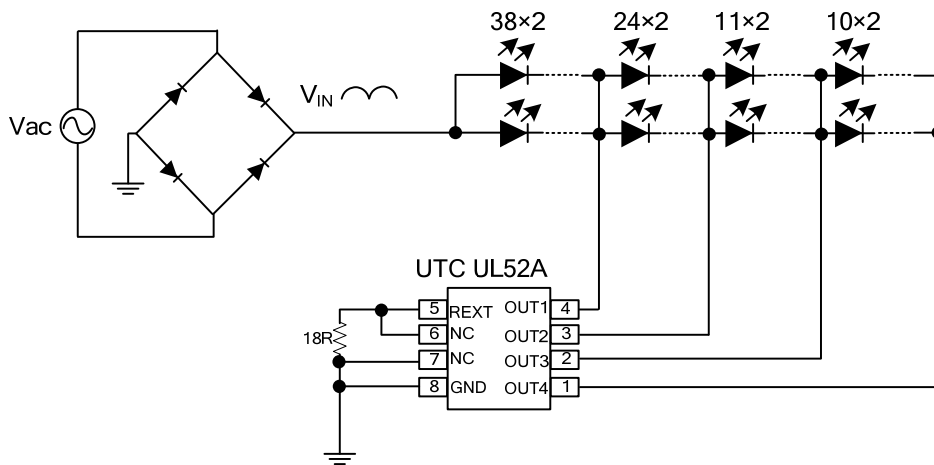 38×2 24×2 11×2 10×2
V_IN
Vac
UTC UL52A
5 REXT OUT1 4
6 NC OUT2 3
18R
7 NC OUT3 2
8 GND OUT4 1